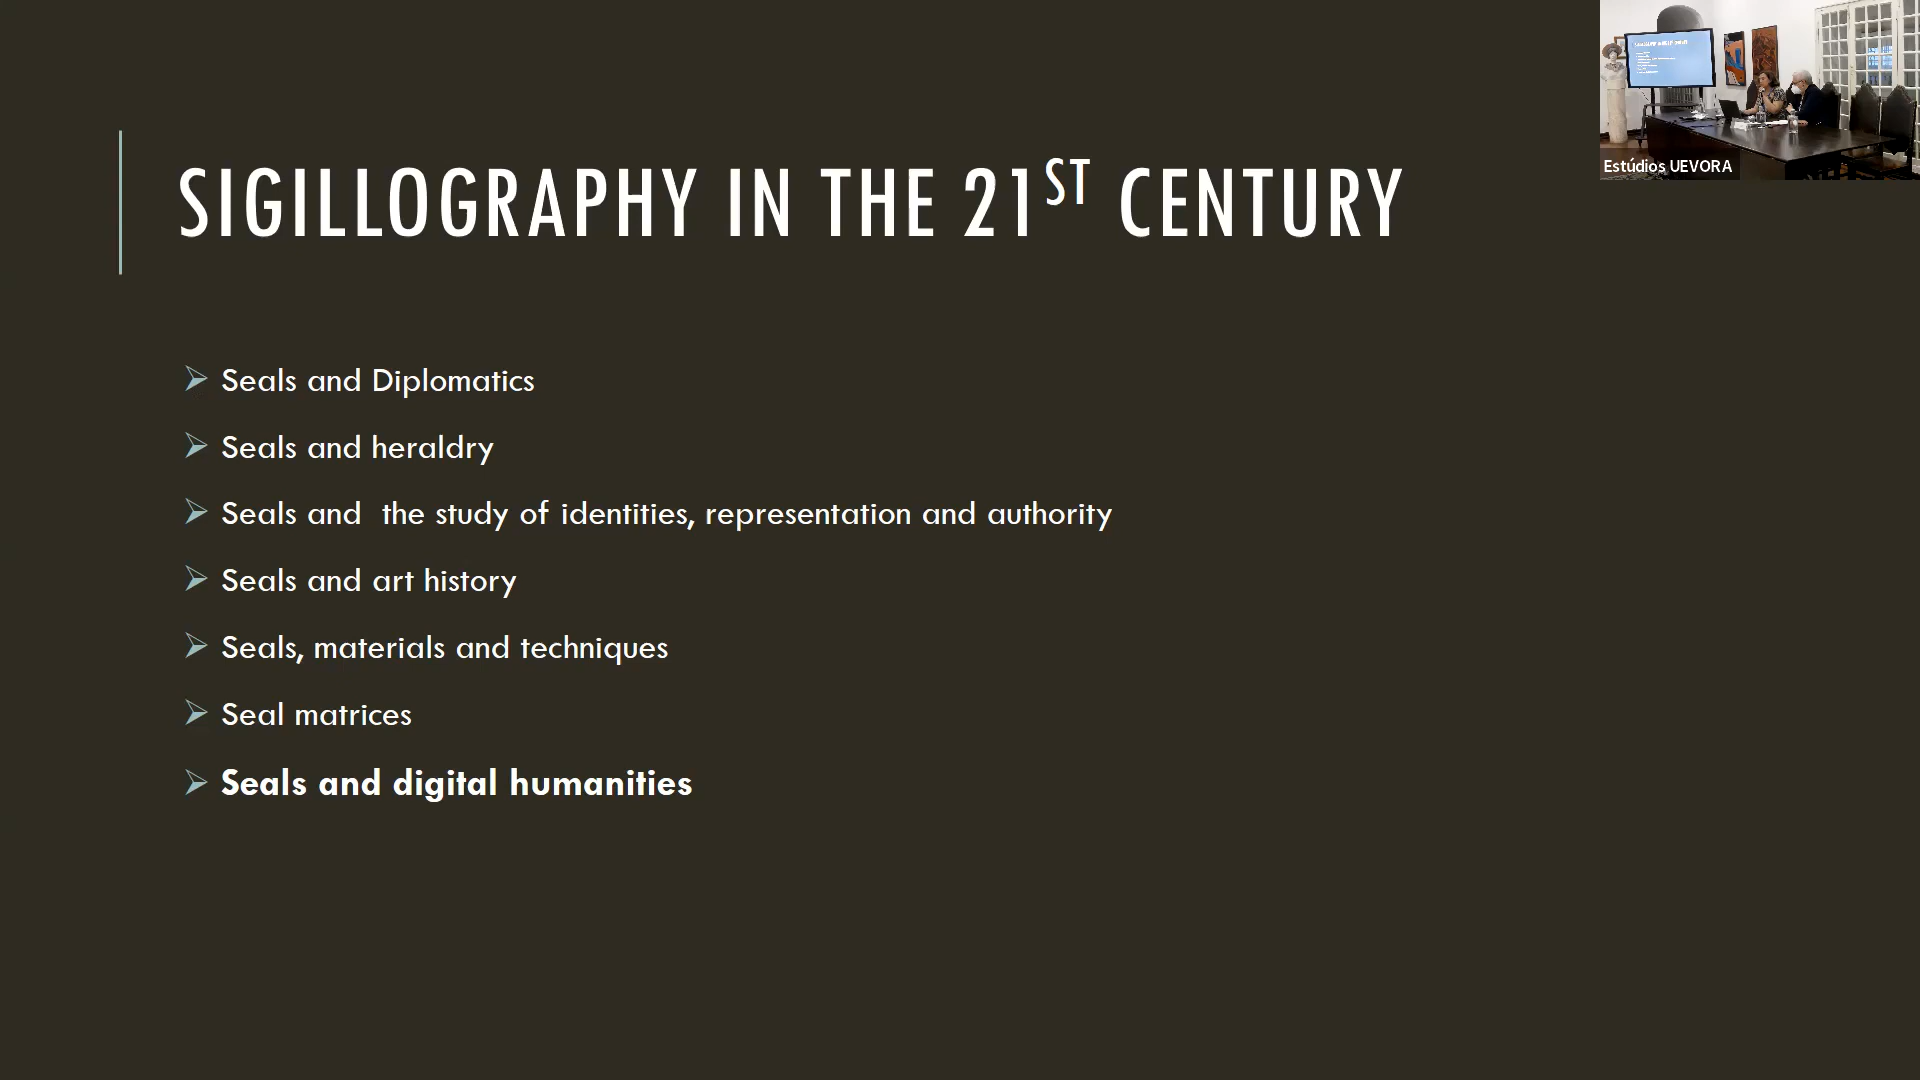 SIGILLOGRAPHY IN THE 21ST CENTURY
Seals and Diplomatics
Seals and heraldry
Seals and  the study of identities, representation and authority
Seals and art history
Seals, materials and techniques
Seal matrices
Seals and digital humanities
Estúdios UEVORA